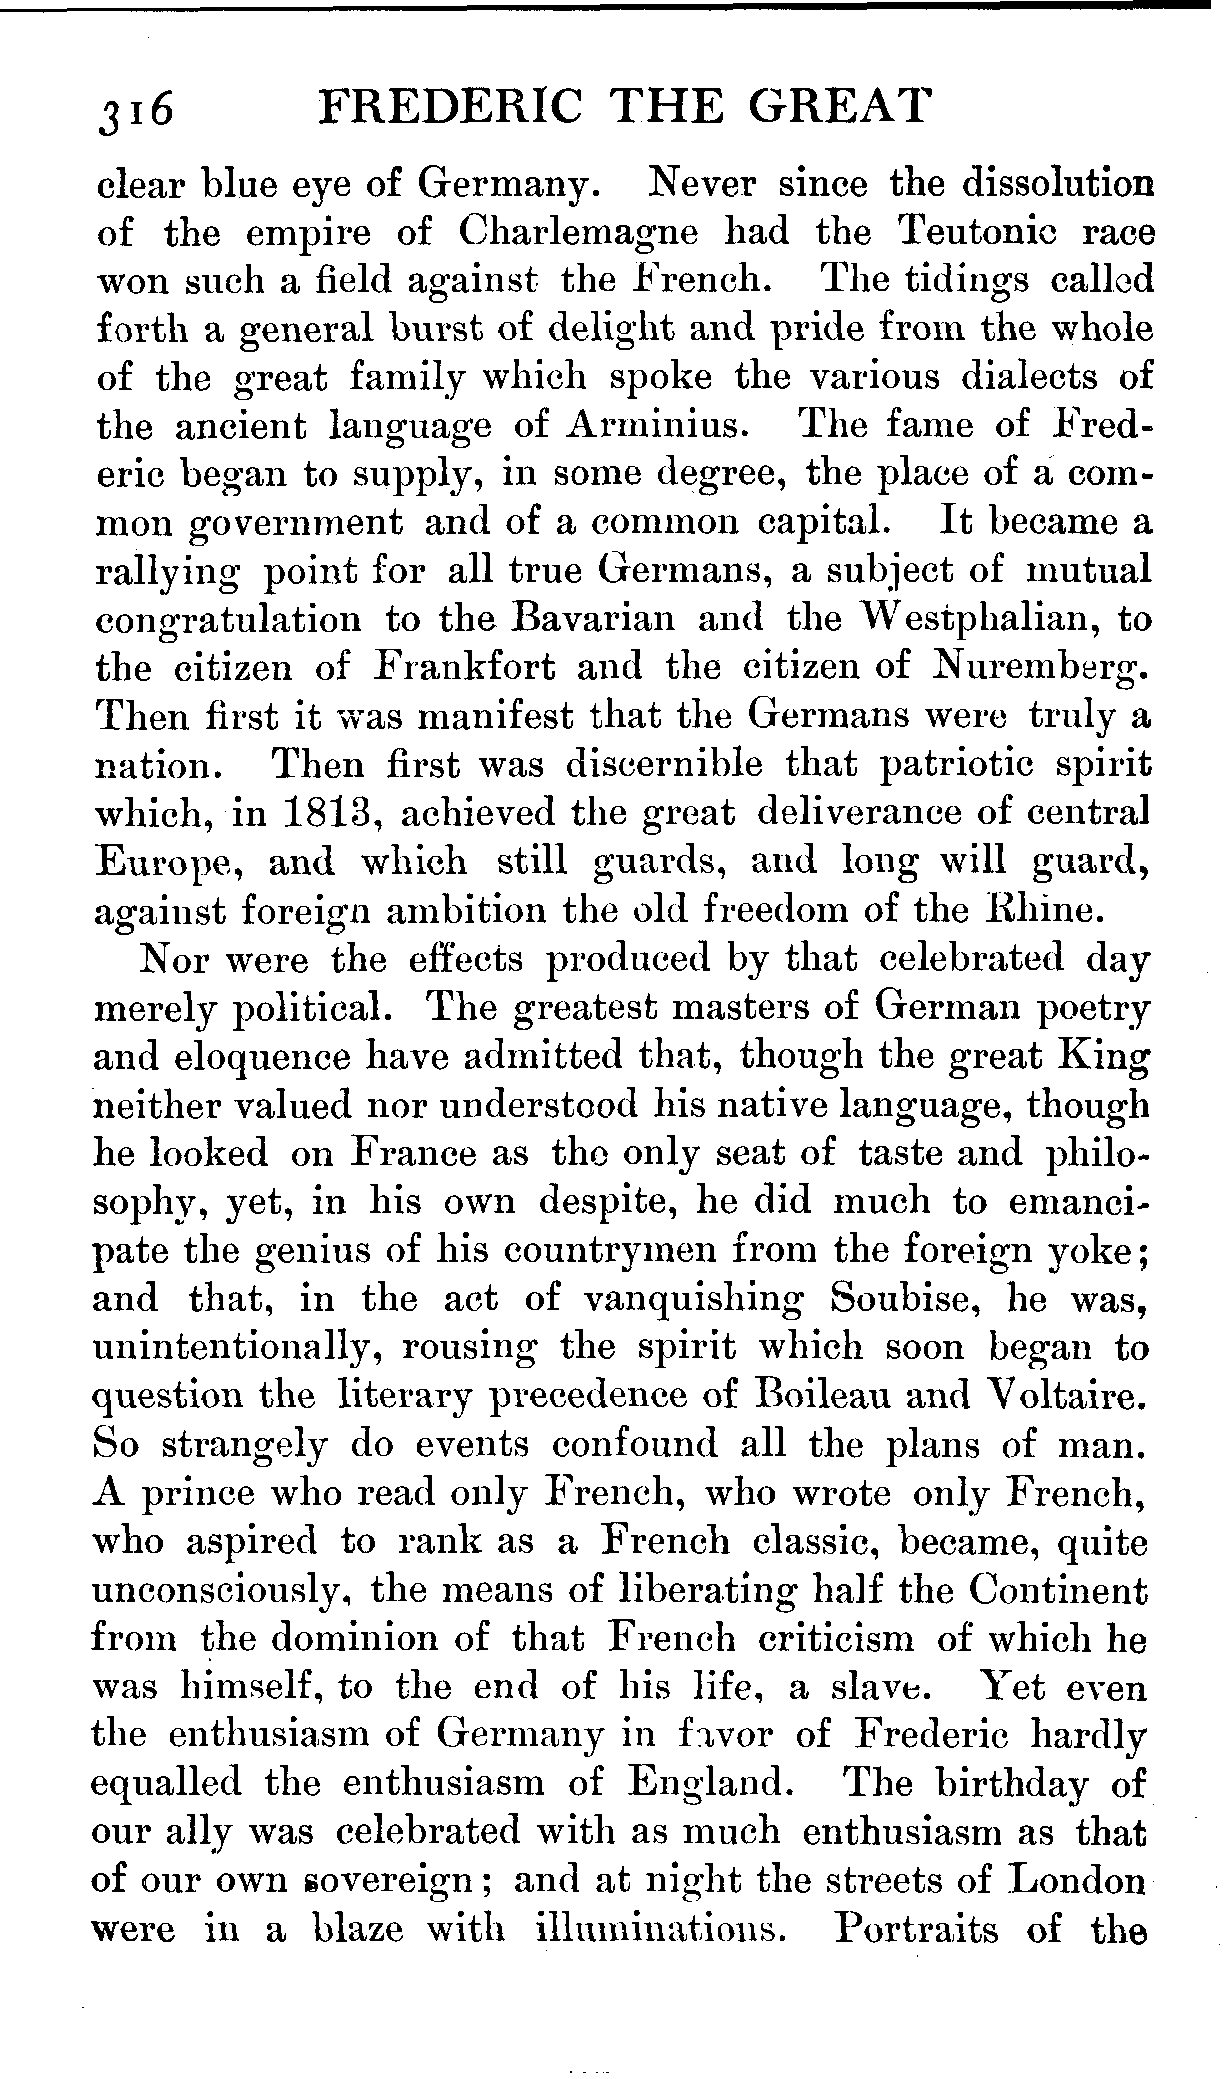 316 FREDERIC THE GREAT
clear blue eye of Germany. Never since the dissolution
of the empire of Charlemagne had the Teutonic race
won such a field against the French. The tidings called
forth a general burst of delight and pride from the whole
of the great family which spoke the various dialects of
the ancient language of Arminius. The fame of Fred-
eric began to supply, in some degree, the place of a com-
mon government and of a common capital. It became a
rallying point for all true Germans, a subject of mutual
congratulation to the Bavarian and the Westphalian, to
the citizen of Frankfort and the citizen of Nuremberg.
Then first it was manifest that the Germans were truly a
nation. Then first was discernible that patriotic spirit
which, in 1813, achieved the great deliverance of central
Europe, and which still guards, and long will guard,
against foreign ambition the old freedom of the Rhine.
Nor were the effects produced by that celebrated day
merely political. The greatest masters of German poetry
and eloquence have admitted that, though the great King
neither valued nor understood his native language, though
he looked on France as the only seat of taste and philo-
sophy, yet, in his own despite, he did much to emanci-
pate the genius of his countrymen from the foreign yoke;
and that, in the act of vanquishing Soubise, he was,
unintentionally, rousing the spirit which soon began to
question the literary precedence of Boileau and Voltaire.
So strangely do events confound all the plans of man.
A prince who read only French, who wrote only French,
who aspired to rank as a French classic, became, quite
unconsciously, the means of liberating half the Continent
from the dominion of that French criticism of which he
was himself, to the end of his life, a slave. Yet even
the enthusiasm of Germany in favor of Frederic hardly
equalled the enthusiasm of England. The birthday of
our ally was celebrated with as much enthusiasm as that
of our own sovereign; and at night the streets of London
were in a blaze with illuminations. Portraits of the